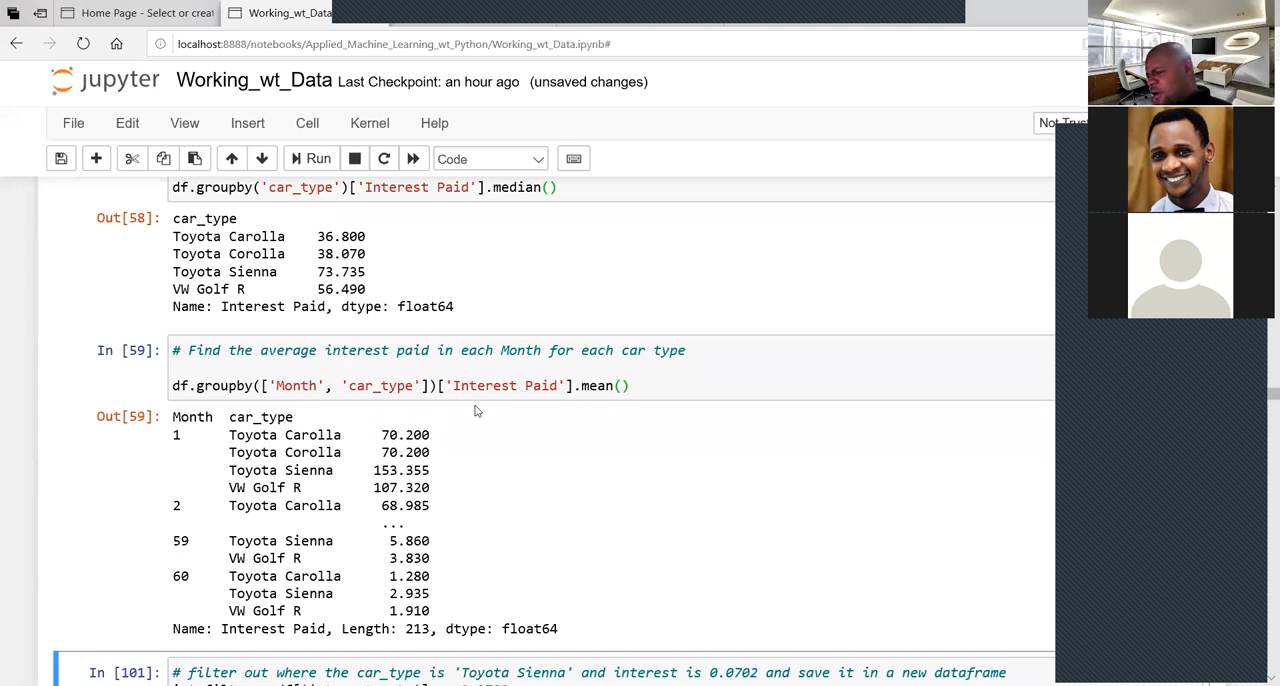 Home Page - Select or crea
Working_wt_Data
localhost:8888/notebooks/Applied_Machine_Learning_wt_Python/Working_wt_Data.ipynb#
jupyter Working_wt_Data Last Checkpoint: an hour ago (unsaved changes)
File Edit View Insert Cell Kernel Help
Not Trus
Run Code
df.groupby('car_type')['Interest Paid'].median()
Out[58]: car_type
Toyota Carolla 36.800
Toyota Corolla 38.070
Toyota Sienna 73.735
VW Golf R 56.490
Name: Interest Paid, dtype: float64
In [59]: # Find the average interest paid in each Month for each car type
df.groupby(['Month', 'car_type'])['Interest Paid'].mean()
Out[59]: Month car_type
1 Toyota Carolla 70.200
Toyota Corolla 70.200
Toyota Sienna 153.355
VW Golf R 107.320
2 Toyota Carolla 68.985
...
59 Toyota Sienna 5.860
VW Golf R 3.830
60 Toyota Carolla 1.280
Toyota Sienna 2.935
VW Golf R 1.910
Name: Interest Paid, Length: 213, dtype: float64
In [101]: # filter out where the car_type is 'Toyota Sienna' and interest is 0.0702 and save it in a new dataframe